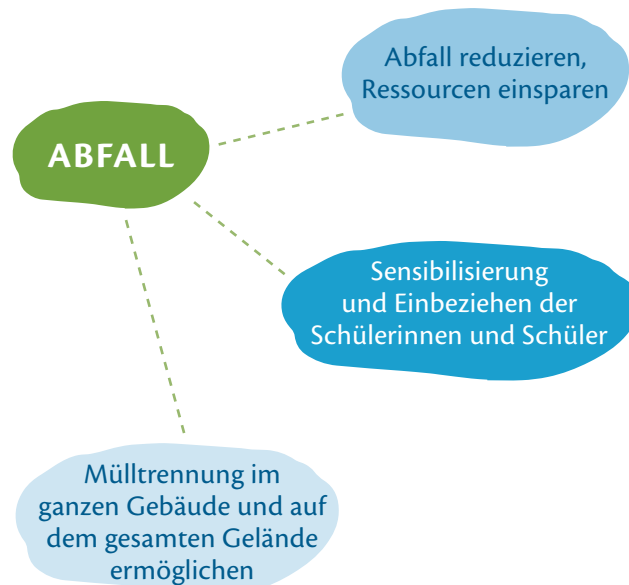 Abfall reduzieren,
Ressourcen einsparen
ABFALL
Sensibilisierung
und Einbeziehen der
Schülerinnen und Schüler
Mülltrennung im
ganzen Gebäude und auf
dem gesamten Gelände
ermöglichen